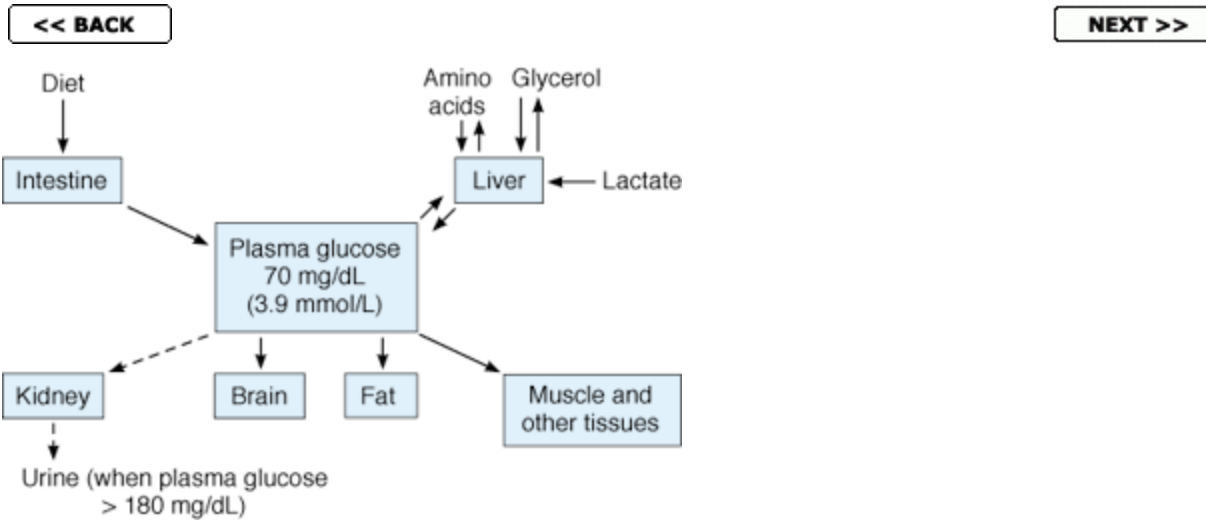 << BACK
NEXT >>
Diet
Amino
acids
Glycerol
Intestine
Liver
Lactate
Plasma glucose
70 mg/dL
(3.9 mmol/L)
Kidney
Brain
Fat
Muscle and
other tissues
Urine (when plasma glucose
> 180 mg/dL)